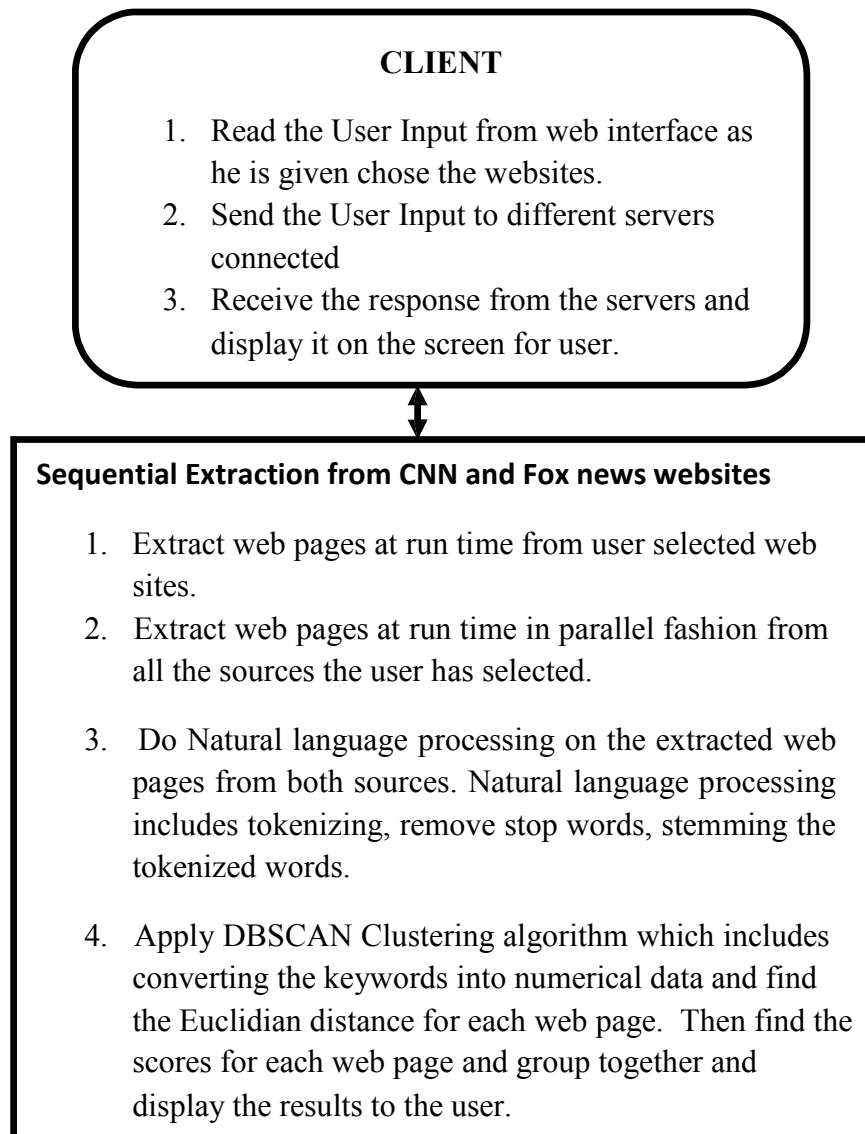 CLIENT
1. Read the User Input from web interface as
he is given chose the websites.
2. Send the User Input to different servers
connected
3. Receive the response from the servers and
display it on the screen for user.
Sequential Extraction from CNN and Fox news websites
1. Extract web pages at run time from user selected web
sites.
2. Extract web pages at run time in parallel fashion from
all the sources the user has selected.
3. Do Natural language processing on the extracted web
pages from both sources. Natural language processing
includes tokenizing, remove stop words, stemming the
tokenized words.
4. Apply DBSCAN Clustering algorithm which includes
converting the keywords into numerical data and find
the Euclidian distance for each web page. Then find the
scores for each web page and group together and
display the results to the user.